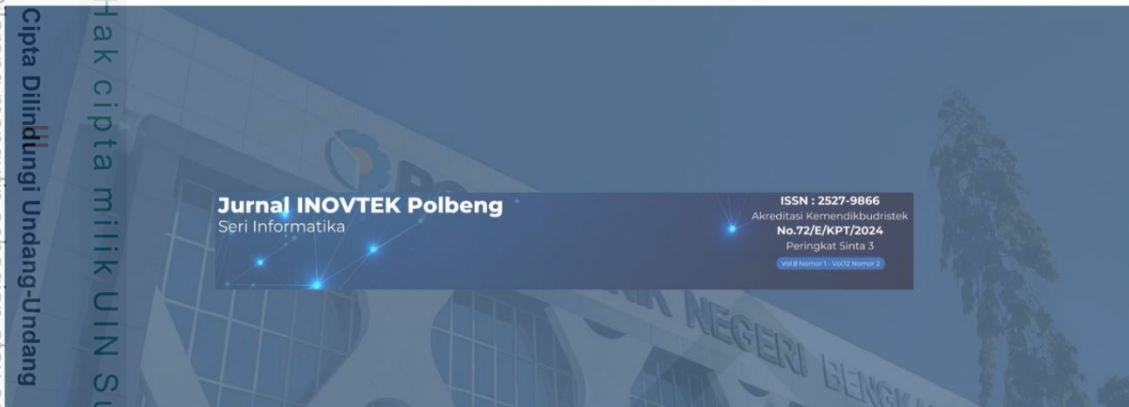 Jurnal INOVTEK Polbeng
Seri Informatika
ISSN : 2527-9866
Akreditasi Kemendikbudristek
No.72/E/KPT/2024
Peringkat Sinta 3
Vol.8 Nomor 1 - Vol.12 Nomor 2
NEGERI
Cipta Dilindungi Undang-Undang
Hak cipta milik UIN